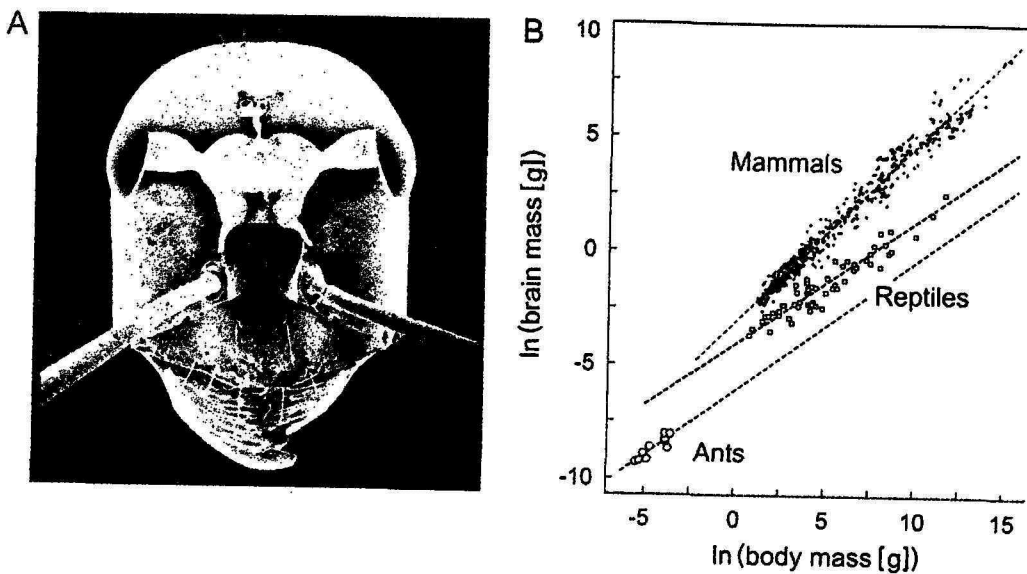 A
B
10
5
0
-5
-10
ln (brain mass [g])
Mammals
Reptiles
Ants
-5
0
5
10
15
ln (body mass [g])